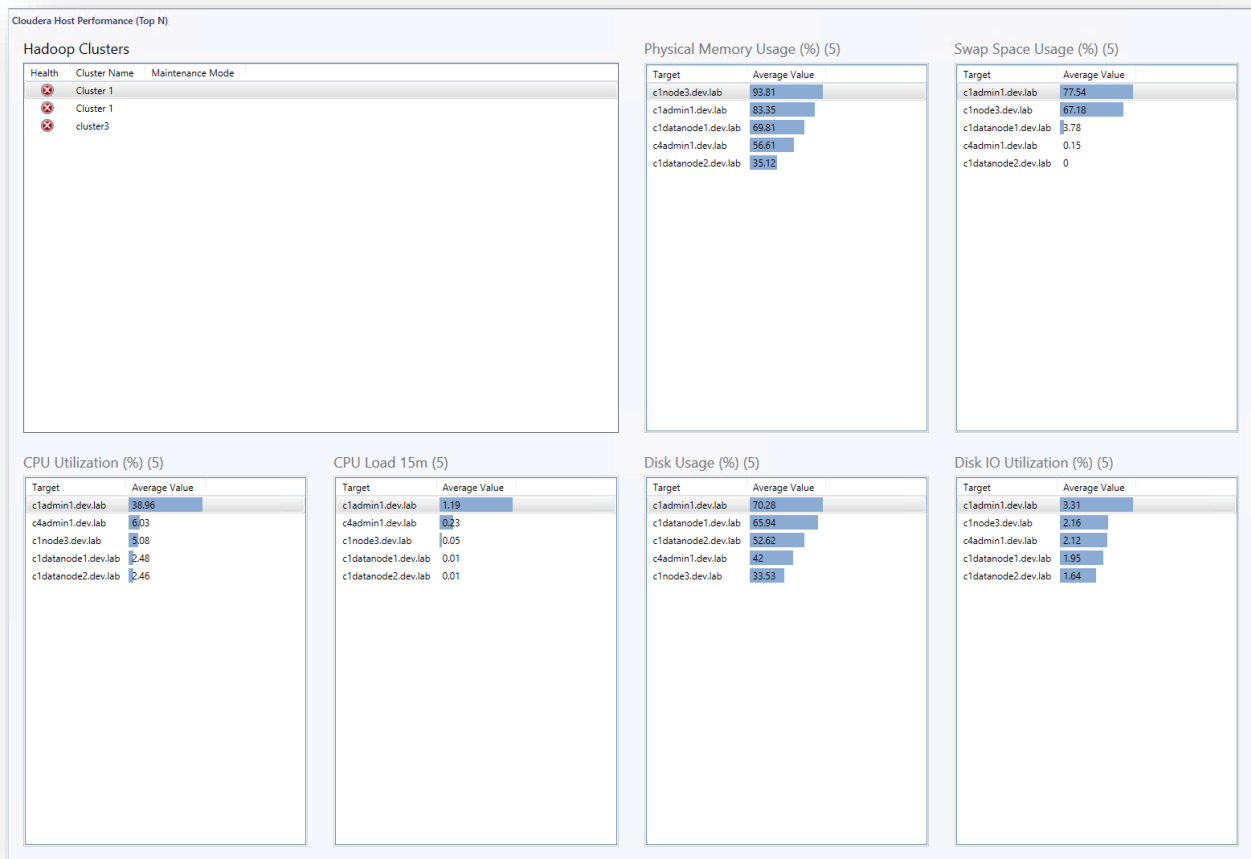 Cloudera Host Performance (Top N)
Hadoop Clusters
Health Cluster Name Maintenance Mode
Cluster 1
Cluster 1
cluster3
Physical Memory Usage (%) (5)
Target Average Value
c1node3.dev.lab 93.81
c1admin1.dev.lab 83.35
c1datanode1.dev.lab 69.81
c4admin1.dev.lab 56.61
c1datanode2.dev.lab 35.12
Swap Space Usage (%) (5)
Target Average Value
c1admin1.dev.lab 77.54
c1node3.dev.lab 67.18
c1datanode1.dev.lab 3.78
c4admin1.dev.lab 0.15
c1datanode2.dev.lab 0
CPU Utilization (%) (5)
Target Average Value
c1admin1.dev.lab 38.96
c4admin1.dev.lab 6.03
c1node3.dev.lab 5.08
c1datanode1.dev.lab 2.48
c1datanode2.dev.lab 2.46
CPU Load 15m (5)
Target Average Value
c1admin1.dev.lab 1.19
c4admin1.dev.lab 0.23
c1node3.dev.lab 0.05
c1datanode1.dev.lab 0.01
c1datanode2.dev.lab 0.01
Disk Usage (%) (5)
Target Average Value
c1admin1.dev.lab 70.28
c1datanode1.dev.lab 65.94
c1datanode2.dev.lab 52.62
c4admin1.dev.lab 42
c1node3.dev.lab 33.53
Disk IO Utilization (%) (5)
Target Average Value
c1admin1.dev.lab 3.31
c1node3.dev.lab 2.16
c4admin1.dev.lab 2.12
c1datanode1.dev.lab 1.95
c1datanode2.dev.lab 1.64